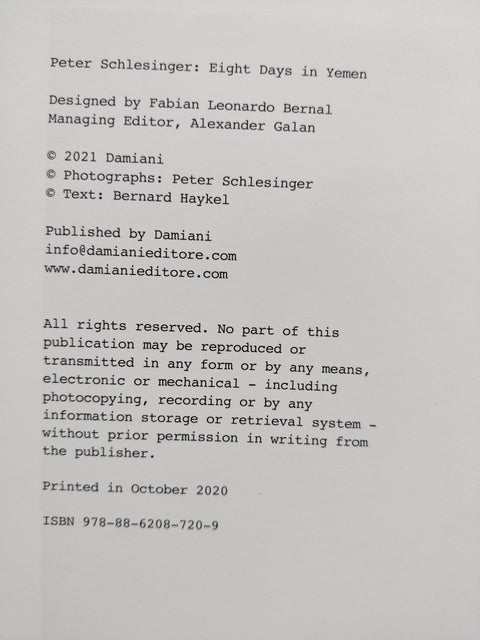 Peter Schlesinger: Eight Days in Yemen
Designed by Fabian Leonardo Bernal
Managing Editor, Alexander Galan
© 2021 Damiani
© Photographs: Peter Schlesinger
© Text: Bernard Haykel
Published by Damiani
info@damianieditore.com
www.damianieditore.com
All rights reserved. No part of this
publication may be reproduced or
transmitted in any form or by any means,
electronic or mechanical – including
photocopying, recording or by any
information storage or retrieval system –
without prior permission in writing from
the publisher.
Printed in October 2020
ISBN 978-88-6208-720-9